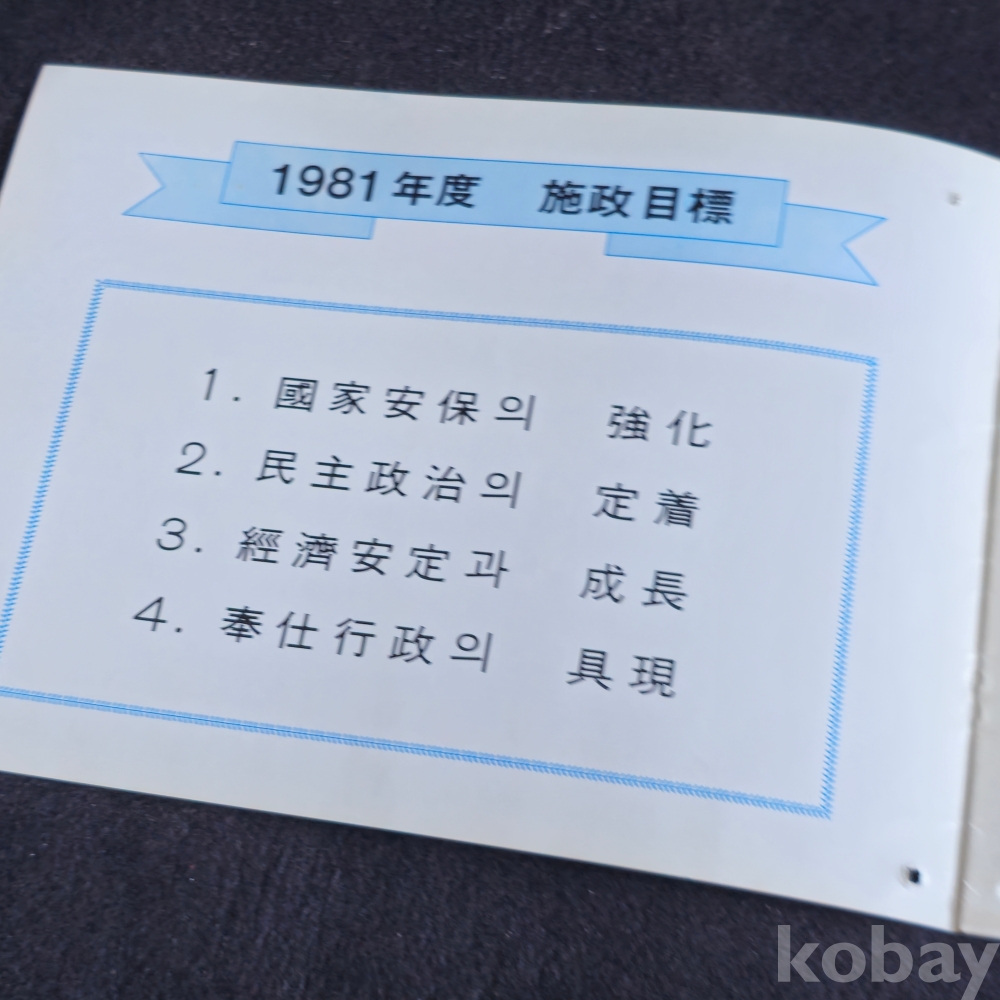 1981年度 施政目標
1. 國家安保의 強化
2. 民主政治의 定着
3. 經濟安定과 成長
4. 奉仕行政의 具現
kobay